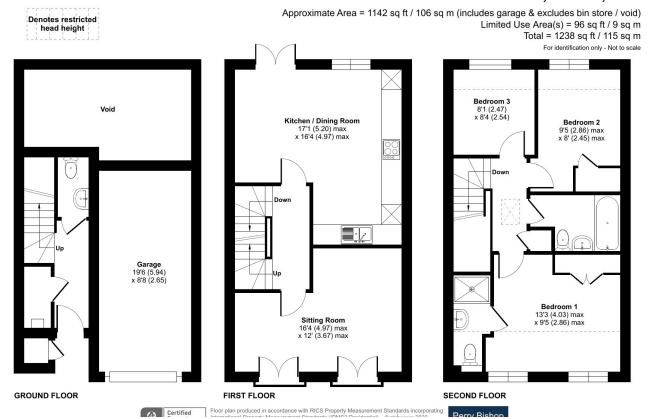 Denotes restricted
head height
Approximate Area = 1142 sq ft / 106 sq m (includes garage & excludes bin store / void)
Limited Use Area(s) = 96 sq ft / 9 sq m
Total = 1238 sq ft / 115 sq m
For identification only - Not to scale
Void
Up
Garage
19'6 (5.94)
x 8'8 (2.65)
GROUND FLOOR
Kitchen / Dining Room
17'1 (5.20) max
x 16'4 (4.97) max
Down
Up
Sitting Room
16'4 (4.97) max
x 12' (3.67) max
FIRST FLOOR
Bedroom 3
8'1 (2.47)
x 8'4 (2.54)
Bedroom 2
9'5 (2.86) max
x 8' (2.45) max
Down
Bedroom 1
13'3 (4.03) max
x 9'5 (2.86) max
SECOND FLOOR
Certified
Floor plan produced in accordance with RICS Property Measurement Standards incorporating
Perry Bishop